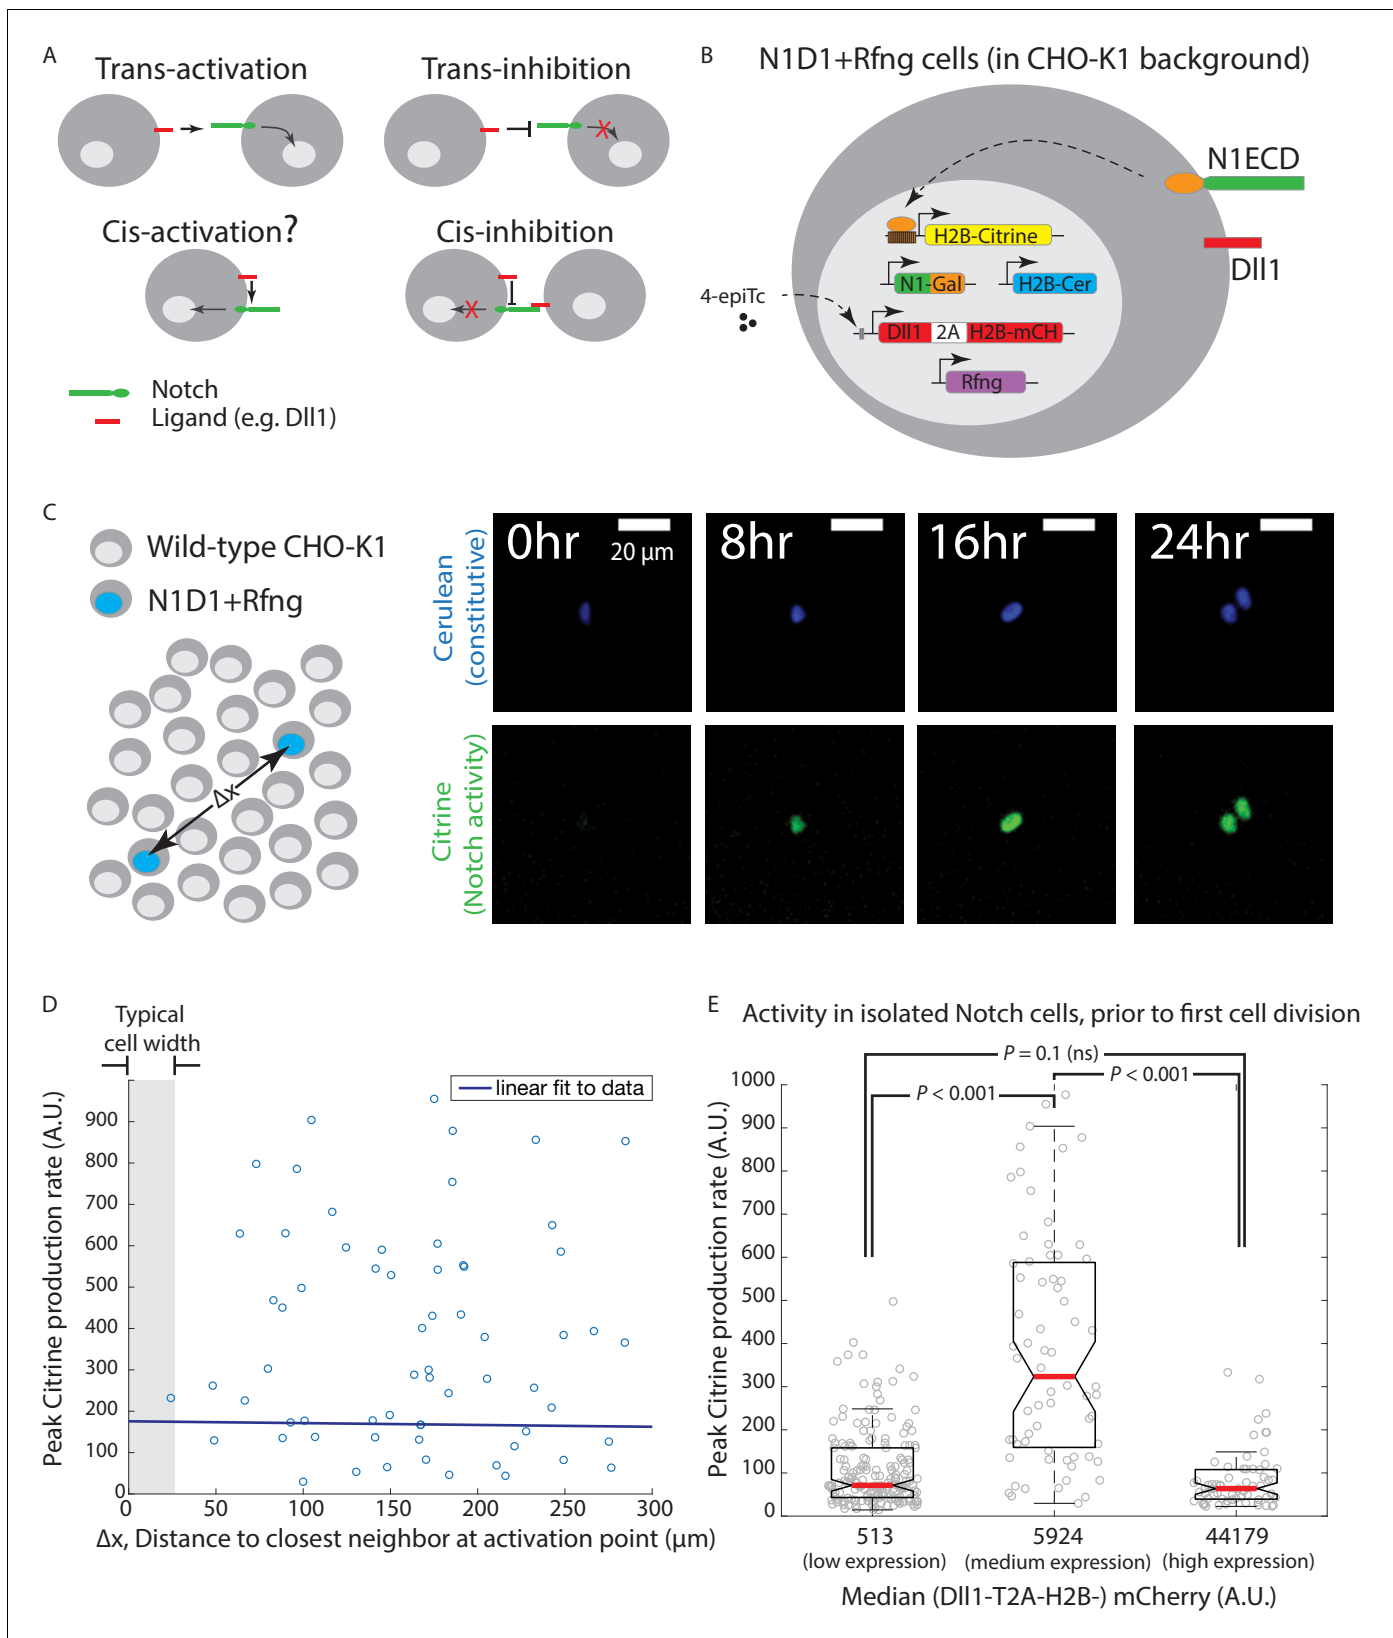 A
Trans-activation
Trans-inhibition
Cis-activation?
Cis-inhibition
Notch
Ligand (e.g. Dll1)
B
N1D1+Rfng cells (in CHO-K1 background)
N1ECD
Dll1
H2B-Citrine
N1-Gal
H2B-Cer
4-epiTc
Dll1 2A H2B-mCH
Rfng
C
Wild-type CHO-K1
N1D1+Rfng
Δx
Cerulean
(constitutive)
Citrine
(Notch activity)
0hr
20 µm
8hr
16hr
24hr
D
Typical
cell width
linear fit to data
Peak Citrine production rate (A.U.)
900
800
700
600
500
400
300
200
100
0
0 50 100 150 200 250 300
Δx, Distance to closest neighbor at activation point (µm)
E
Activity in isolated Notch cells, prior to first cell division
P = 0.1 (ns)
P < 0.001
P < 0.001
Peak Citrine production rate (A.U.)
1000
900
800
700
600
500
400
300
200
100
0
513 5924 44179
(low expression) (medium expression) (high expression)
Median (Dll1-T2A-H2B-) mCherry (A.U.)